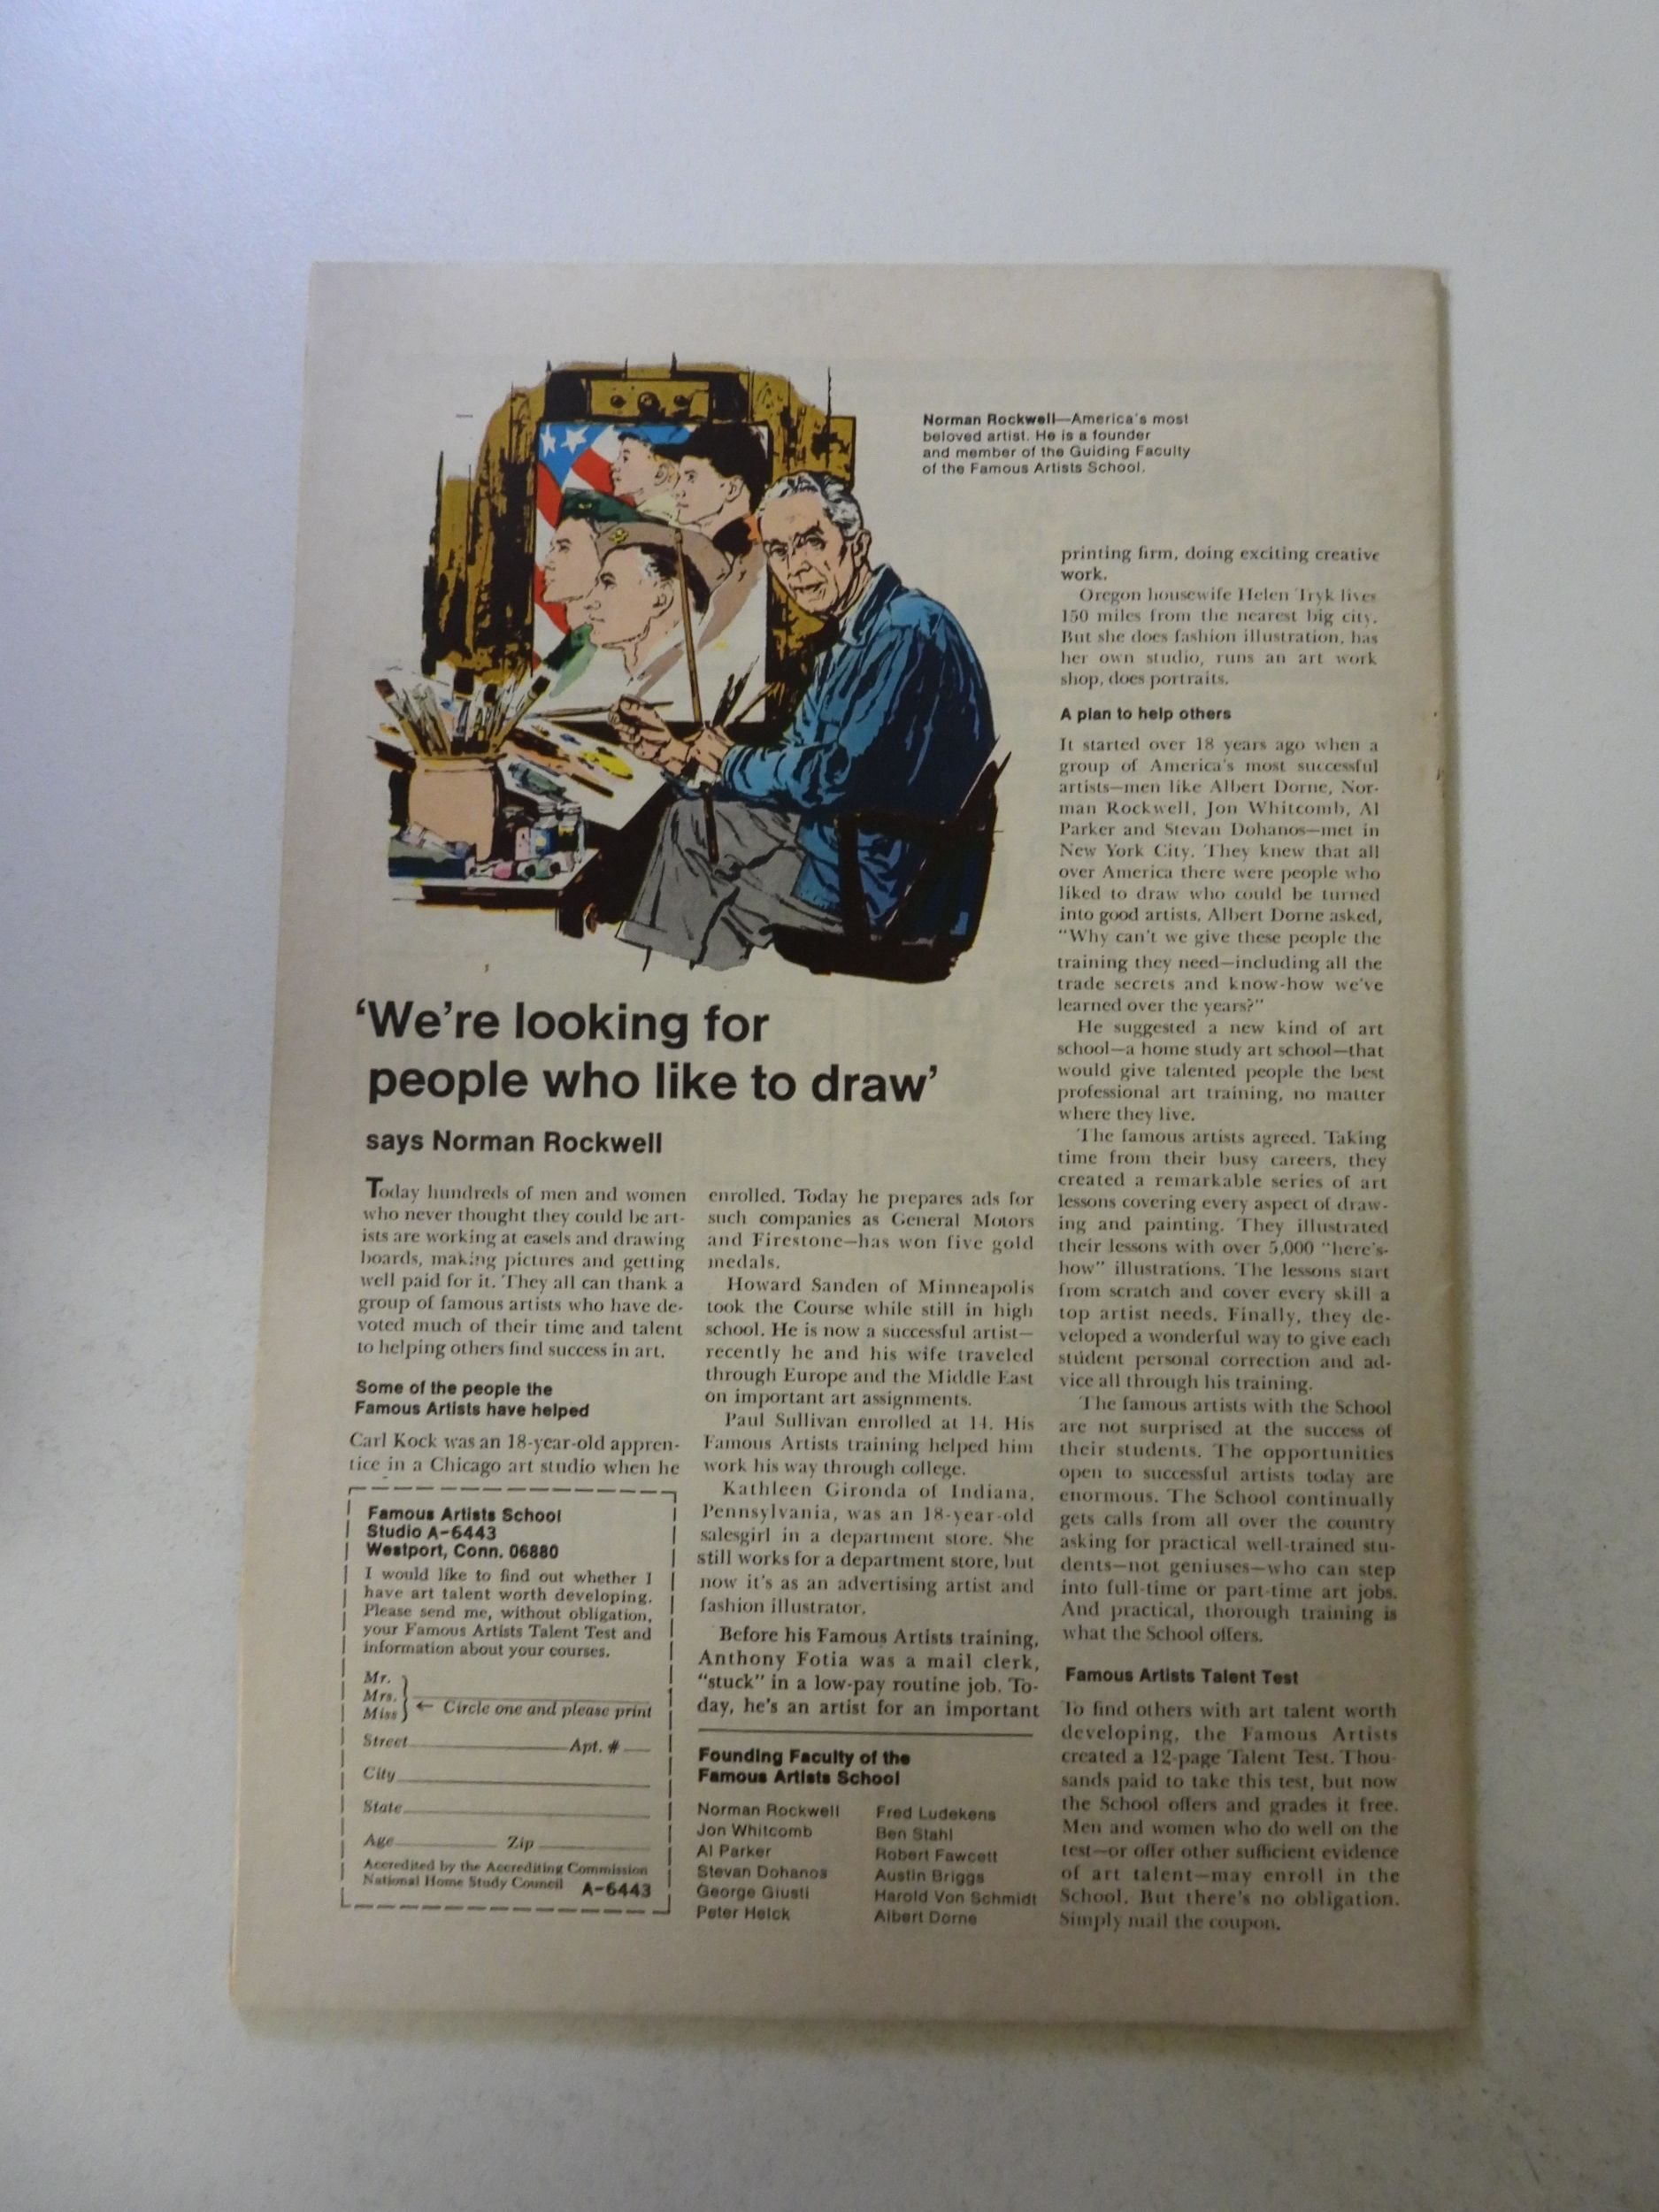 Norman Rockwell—America's most
beloved artist. He is a founder
and member of the Guiding Faculty
of the Famous Artists School.
'We're looking for
people who like to draw'
says Norman Rockwell
Today hundreds of men and women
who never thought they could be art-
ists are working at easels and drawing
boards, making pictures and getting
well paid for it. They all can thank a
group of famous artists who have de-
voted much of their time and talent
to helping others find success in art.
Some of the people the
Famous Artists have helped
Carl Kock was an 18-year-old appren-
tice in a Chicago art studio when he
enrolled. Today he prepares ads for
such companies as General Motors
and Firestone—has won five gold
medals.
Howard Sanden of Minneapolis
took the Course while still in high
school. He is now a successful artist—
recently he and his wife traveled
through Europe and the Middle East
on important art assignments.
Paul Sullivan enrolled at 14. His
Famous Artists training helped him
work his way through college.
Kathleen Gironda of Indiana,
Pennsylvania, was an 18-year-old
salesgirl in a department store. She
still works for a department store, but
now it's as an advertising artist and
fashion illustrator.
Before his Famous Artists training,
Anthony Fotia was a mail clerk,
"stuck" in a low-pay routine job. To-
day, he's an artist for an important
printing firm, doing exciting creative
work.
Oregon housewife Helen Tryk lives
150 miles from the nearest big city.
But she does fashion illustration, has
her own studio, runs an art work
shop, does portraits.
A plan to help others
It started over 18 years ago when a
group of America's most successful
artists—men like Albert Dorne, Nor-
man Rockwell, Jon Whitcomb, Al
Parker and Stevan Dohanos—met in
New York City. They knew that all
over America there were people who
liked to draw who could be turned
into good artists. Albert Dorne asked,
"Why can't we give these people the
training they need—including all the
trade secrets and know-how we've
learned over the years?"
He suggested a new kind of art
school—a home study art school—that
would give talented people the best
professional art training, no matter
where they live.
The famous artists agreed. Taking
time from their busy careers, they
created a remarkable series of art
lessons covering every aspect of draw-
ing and painting. They illustrated
their lessons with over 5,000 "here's-
how" illustrations. The lessons start
from scratch and cover every skill a
top artist needs. Finally, they de-
veloped a wonderful way to give each
student personal correction and ad-
vice all through his training.
The famous artists with the School
are not surprised at the success of
their students. The opportunities
open to successful artists today are
enormous. The School continually
gets calls from all over the country
asking for practical well-trained stu-
dents—not geniuses—who can step
into full-time or part-time art jobs.
And practical, thorough training is
what the School offers.
Famous Artists Talent Test
To find others with art talent worth
developing, the Famous Artists
created a 12-page Talent Test. Thou-
sands paid to take this test, but now
the School offers and grades it free.
Men and women who do well on the
test—or offer other sufficient evidence
of art talent—may enroll in the
School. But there's no obligation.
Simply mail the coupon.
Famous Artists School
Studio A-6443
Westport, Conn. 06880
I would like to find out whether I
have art talent worth developing.
Please send me, without obligation,
your Famous Artists Talent Test and
information about your courses.
Mr.
Mrs.
Miss
← Circle one and please print
Street Apt. #
City
State
Age Zip
Accredited by the Accrediting Commission
National Home Study Council A-6443
Founding Faculty of the
Famous Artists School
Norman Rockwell
Jon Whitcomb
Al Parker
Stevan Dohanos
George Giusti
Peter Helck
Fred Ludekens
Ben Stahl
Robert Fawcett
Austin Briggs
Harold Von Schmidt
Albert Dorne